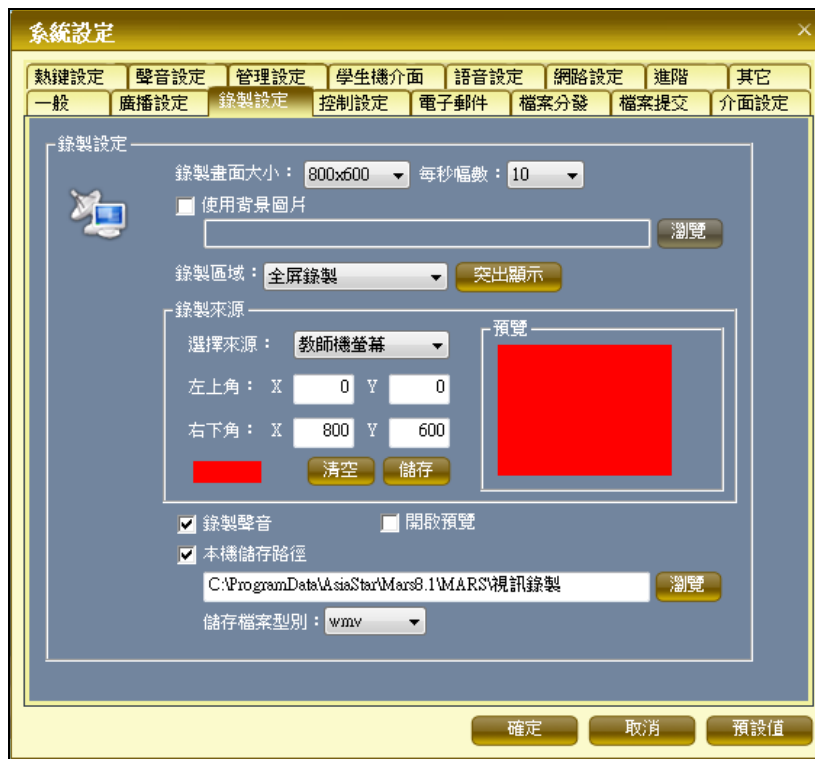 系統設定
熱鍵設定 聲音設定 管理設定 學生機介面 語音設定 網路設定 進階 其它
一般 廣播設定 錄製設定 控制設定 電子郵件 檔案分發 檔案提交 介面設定
錄製設定
錄製畫面大小： 800x600 每秒幅數： 10
使用背景圖片
瀏覽
錄製區域： 全屏錄製 突出顯示
錄製來源
預覽
選擇來源： 教師機螢幕
左上角： X 0 Y 0
右下角： X 800 Y 600
清空 儲存
錄製聲音 開啟預覽
本機儲存路徑
C:\ProgramData\AsiaStar\Mars8.1\MARS\視訊錄製 瀏覽
儲存檔案型別： wmv
確定 取消 預設值